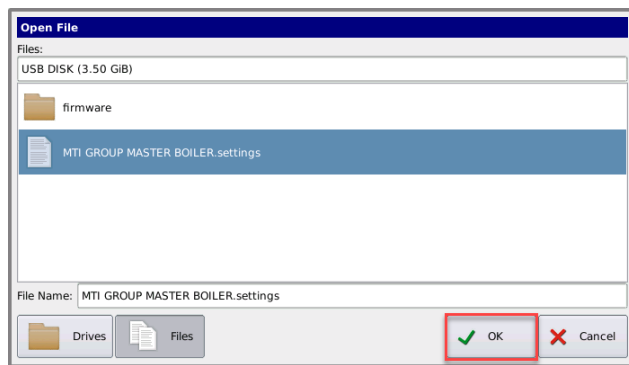 Open File
Files:
USB DISK (3.50 GiB)
firmware
MTI GROUP MASTER BOILER.settings
File Name: MTI GROUP MASTER BOILER.settings
Drives Files OK Cancel